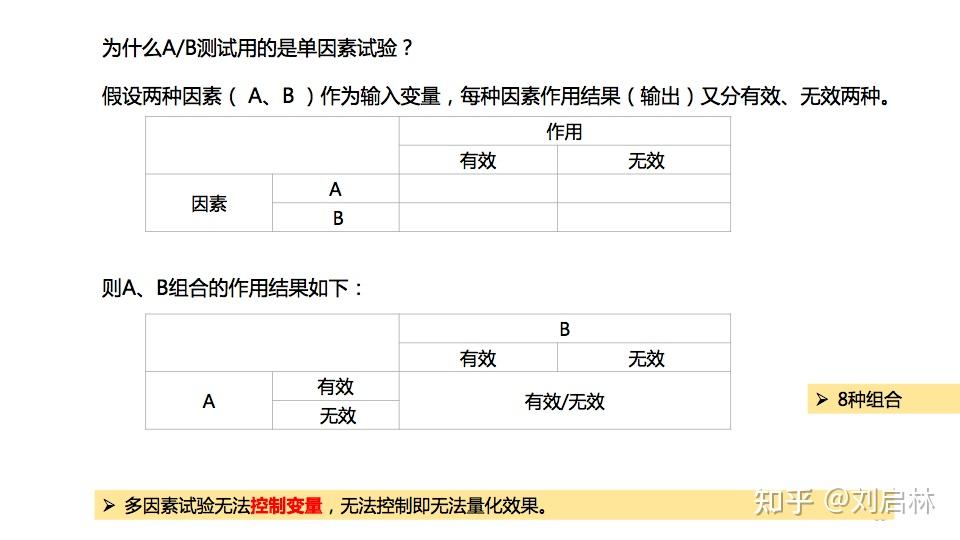 为什么A/B测试用的是单因素试验？
假设两种因素（ A、B ）作为输入变量，每种因素作用结果（输出）又分有效、无效两种。
作用
有效 无效
因素 A
B
则A、B组合的作用结果如下：
B
有效 无效
A 有效 有效/无效
无效
➢ 8种组合
➢ 多因素试验无法控制变量，无法控制即无法量化效果。
知乎 @刘启林